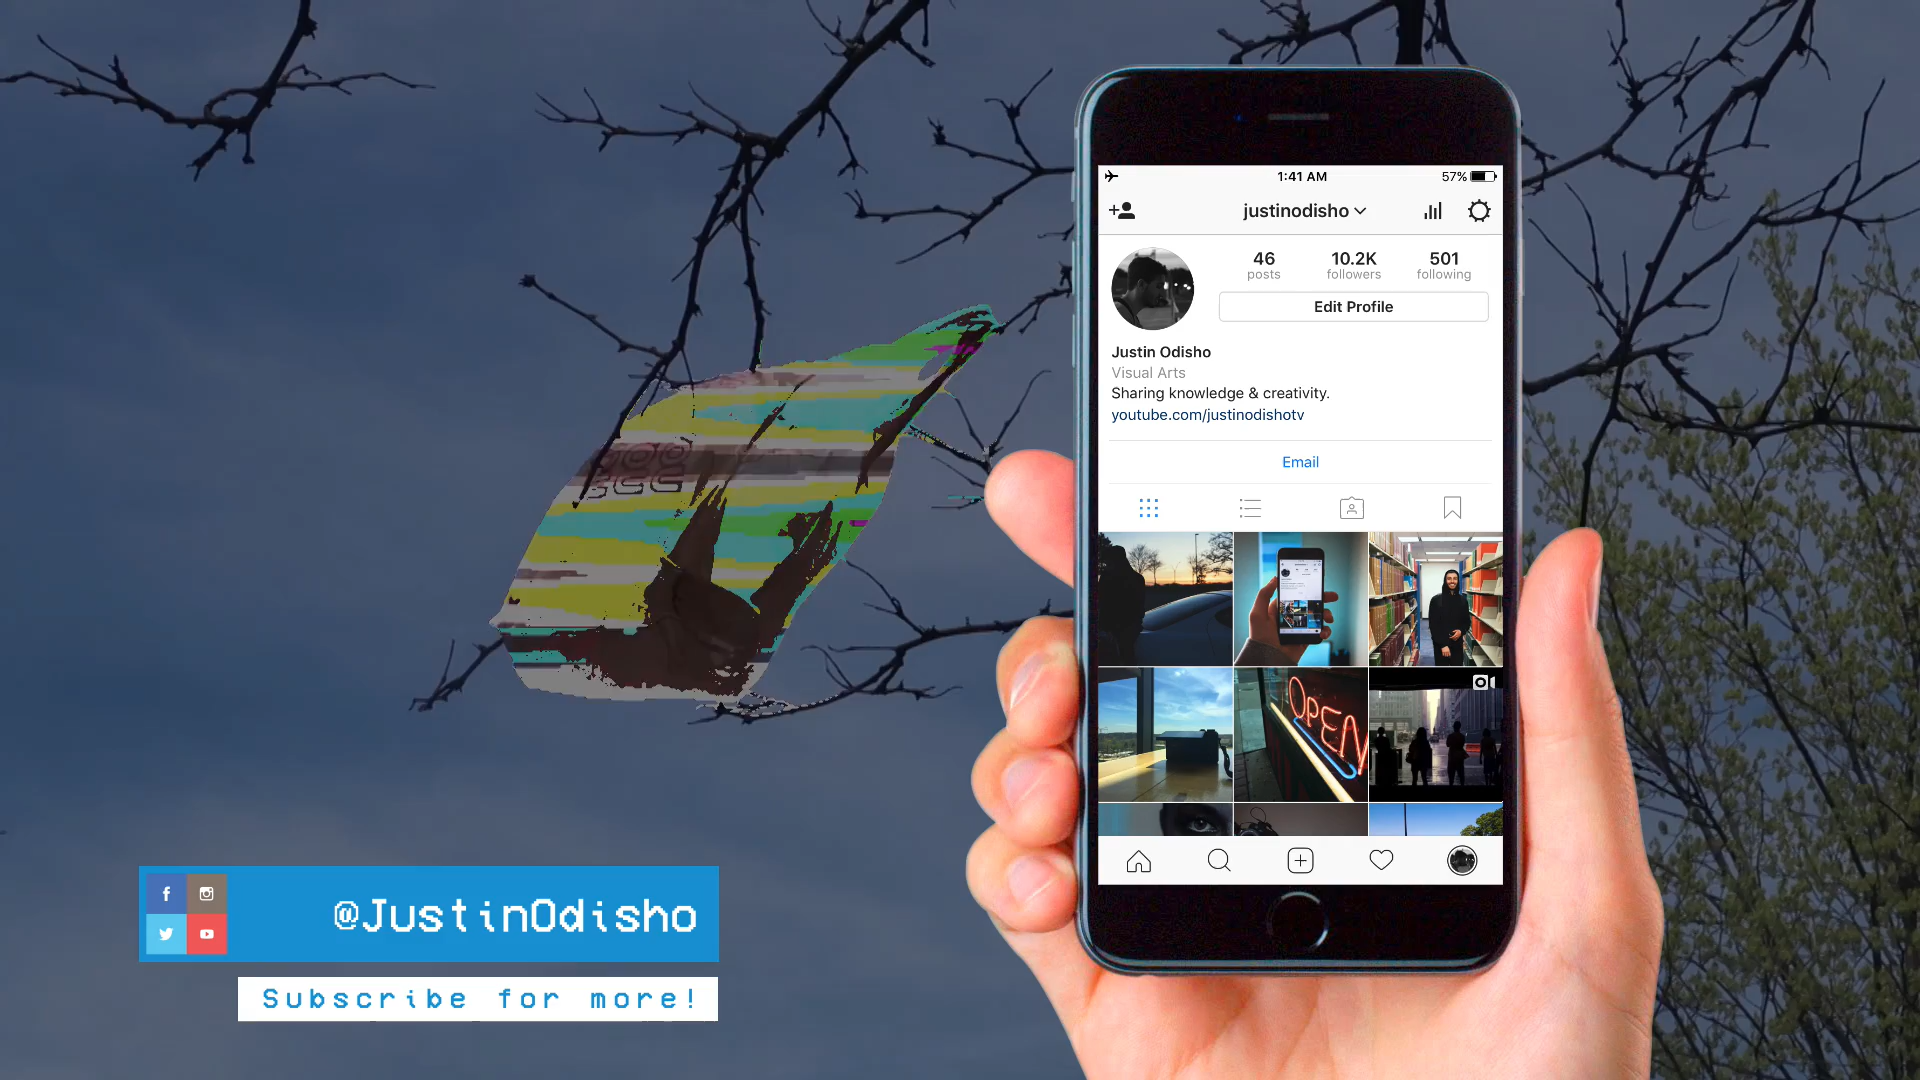 1:41 AM
57%
justinodisho
46
10.2K
501
posts
followers
following
Edit Profile
Justin Odisho
Visual Arts
Sharing knowledge & creativity.
youtube.com/justinodishotv
Email
OPEN
@JustinOdisho
Subscribe for more!